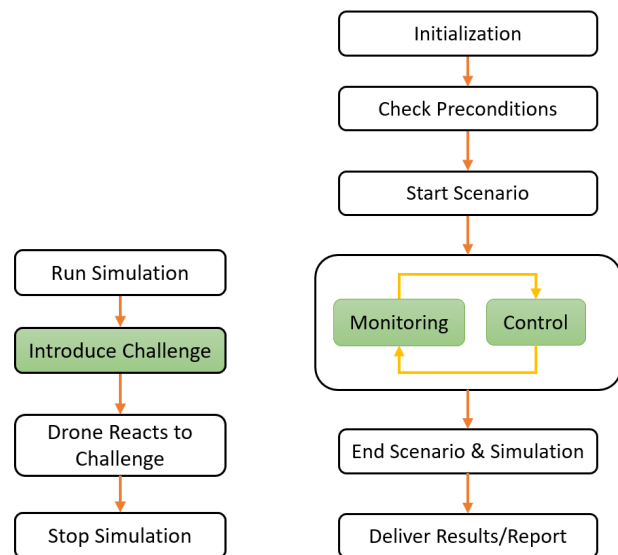 Run Simulation
Introduce Challenge
Drone Reacts to
Challenge
Stop Simulation
Initialization
Check Preconditions
Start Scenario
Monitoring
Control
End Scenario & Simulation
Deliver Results/Report